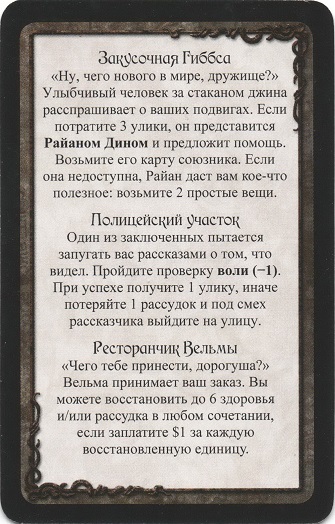 Закусочная Гиббса
«Ну, чего нового в мире, дружище?»
Улыбчивый человек за стаканом джина
расспрашивает о ваших подвигах. Если
потратите 3 улики, он представится
Райаном Дином и предложит помощь.
Возьмите его карту союзника. Если
она недоступна, Райан даст вам кое-что
полезное: возьмите 2 простые вещи.
Полицейский участок
Один из заключенных пытается
запугать вас рассказами о том, что
видел. Пройдите проверку воли (−1).
При успехе получите 1 улику, иначе
потеряйте 1 рассудок и под смех
рассказчика выйдите на улицу.
Ресторанчик Вельмы
«Чего тебе принести, дорогуша?»
Вельма принимает ваш заказ. Вы
можете восстановить до 6 здоровья
и/или рассудка в любом сочетании,
если заплатите $1 за каждую
восстановленную единицу.